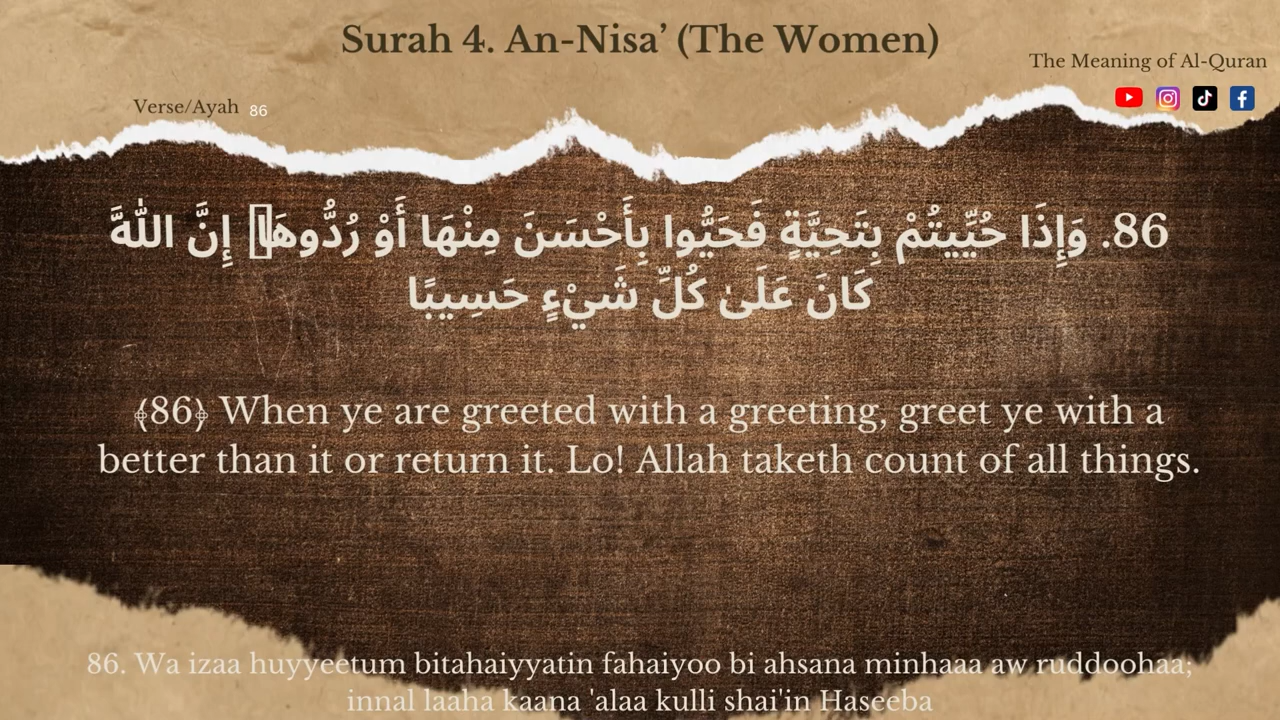 Surah 4. An-Nisa’ (The Women)
The Meaning of Al-Quran
Verse/Ayah 86
86. وَإِذَا حُيِّيتُمْ بِتَحِيَّةٍ فَحَيُّوا بِأَحْسَنَ مِنْهَا أَوْ رُدُّوهَا إِنَّ اللَّهَ
كَانَ عَلَىٰ كُلِّ شَيْءٍ حَسِيبًا
﴾86﴿ When ye are greeted with a greeting, greet ye with a
better than it or return it. Lo! Allah taketh count of all things.
86. Wa izaa huyyeetum bitahaiyyatin fahaiyoo bi ahsana minhaaa aw ruddoohaa;
innal laaha kaana 'alaa kulli shai'in Haseeba